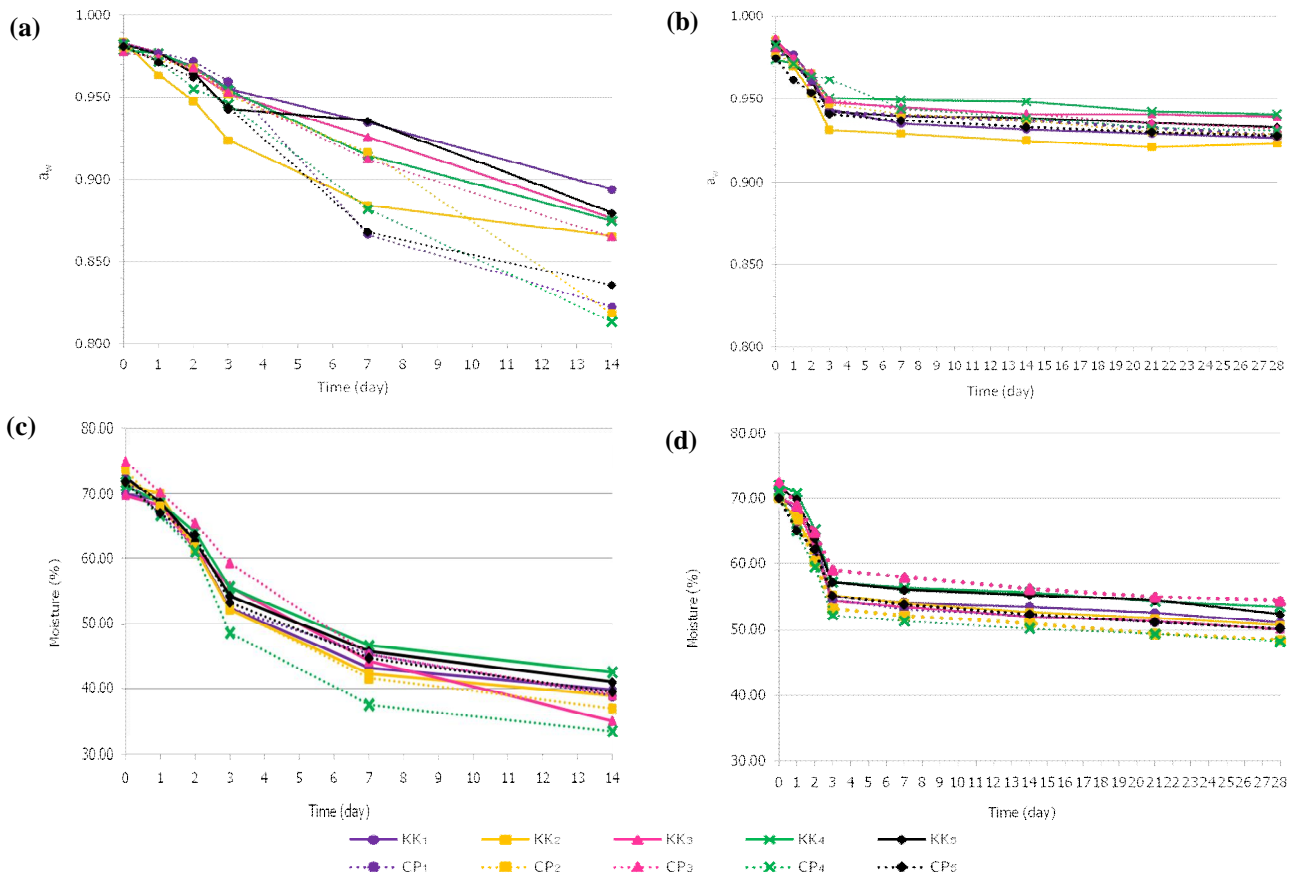 (a)
1.000
0.950
0.900
0.850
0.800
a_w
0 1 2 3 4 5 6 7 8 9 10 11 12 13 14
Time (day)
(b)
1.000
0.950
0.900
0.850
0.800
a_w
0 1 2 3 4 5 6 7 8 9 10 11 12 13 14 15 16 17 18 19 20 21 22 23 24 25 26 27 28
Time (day)
(c)
80.00
70.00
60.00
50.00
40.00
30.00
Moisture (%)
0 1 2 3 4 5 6 7 8 9 10 11 12 13 14
Time (day)
(d)
80.00
70.00
60.00
50.00
40.00
30.00
Moisture (%)
0 1 2 3 4 5 6 7 8 9 10 11 12 13 14 15 16 17 18 19 20 21 22 23 24 25 26 27 28
Time (day)
KK₁ KK₂ KK₃ KK₄ KK₅
CP₁ CP₂ CP₃ CP₄ CP₅